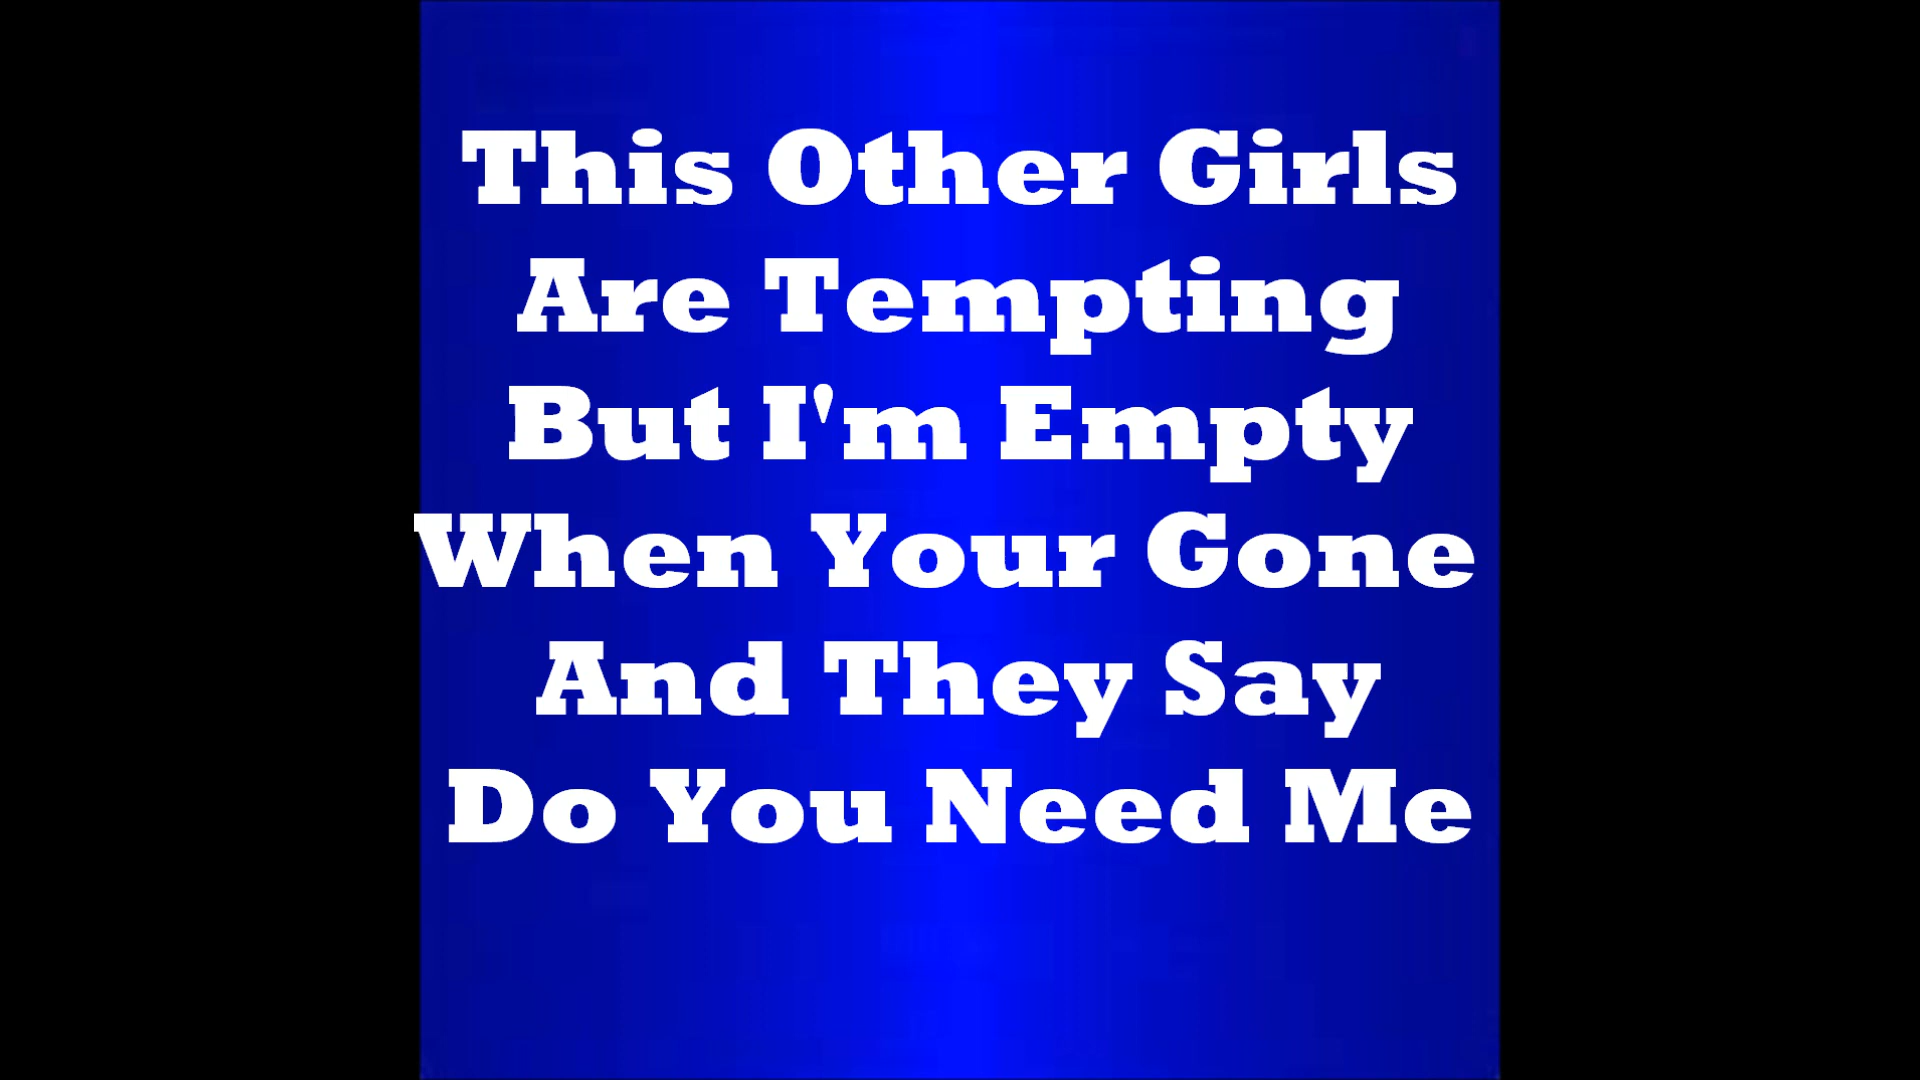 This Other Girls
Are Tempting
But I'm Empty
When Your Gone
And They Say
Do You Need Me